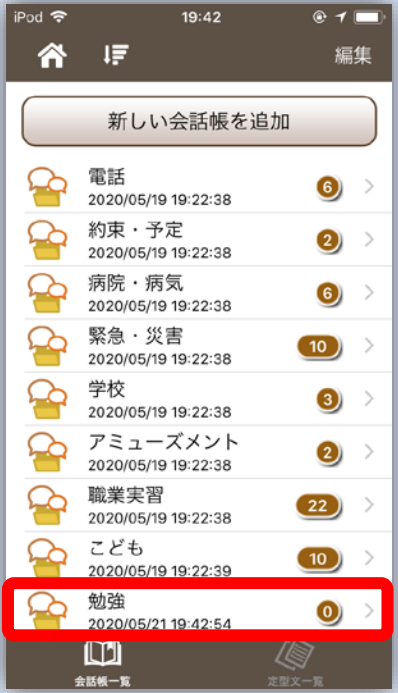 iPod 19:42
編集
新しい会話帳を追加
電話
2020/05/19 19:22:38
6
約束・予定
2020/05/19 19:22:38
2
病院・病気
2020/05/19 19:22:38
6
緊急・災害
2020/05/19 19:22:38
10
学校
2020/05/19 19:22:38
3
アミューズメント
2020/05/19 19:22:38
2
職業実習
2020/05/19 19:22:38
22
こども
2020/05/19 19:22:39
10
勉強
2020/05/21 19:42:54
0
会話帳一覧
定型文一覧